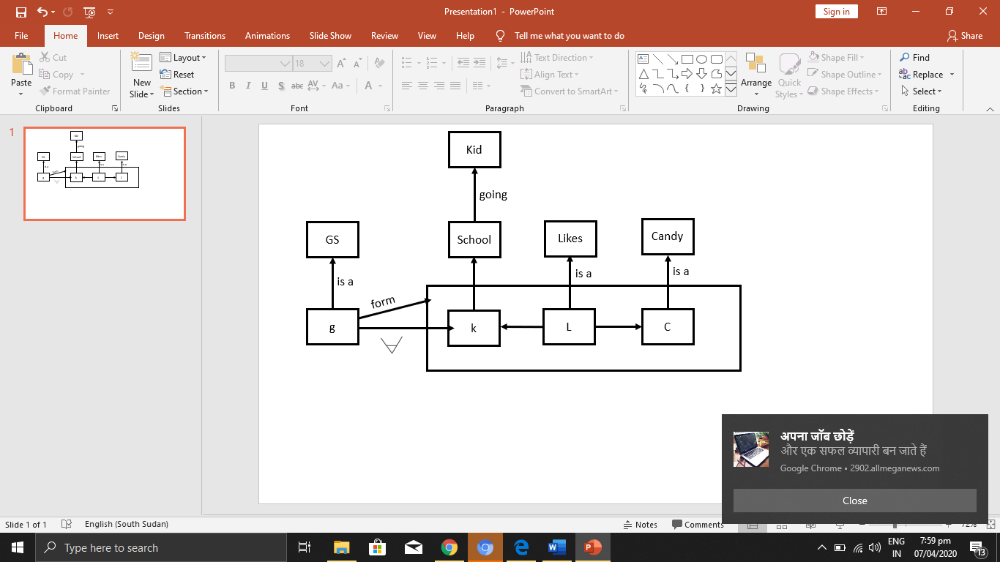 Presentation1 - PowerPoint
Sign in
File Home Insert Design Transitions Animations Slide Show Review View Help Tell me what you want to do Share
Paste
Cut
Copy
Format Painter
Clipboard
New Slide
Layout
Reset
Section
Slides
18
B I U S abc AV Aa A
Font
Text Direction
Align Text
Convert to SmartArt
Paragraph
Arrange
Quick Styles
Shape Fill
Shape Outline
Shape Effects
Drawing
Find
Replace
Select
Editing
1
Kid
going
GS
School
Likes
Candy
is a
is a
is a
form
g
k
L
C
अपना जॉब छोड़ें
और एक सफल व्यापारी बन जाते हैं
Google Chrome • 2902.allmeganews.com
Close
Slide 1 of 1
English (South Sudan)
Notes
Comments
72%
Type here to search
ENG
IN
7:59 pm
07/04/2020
13